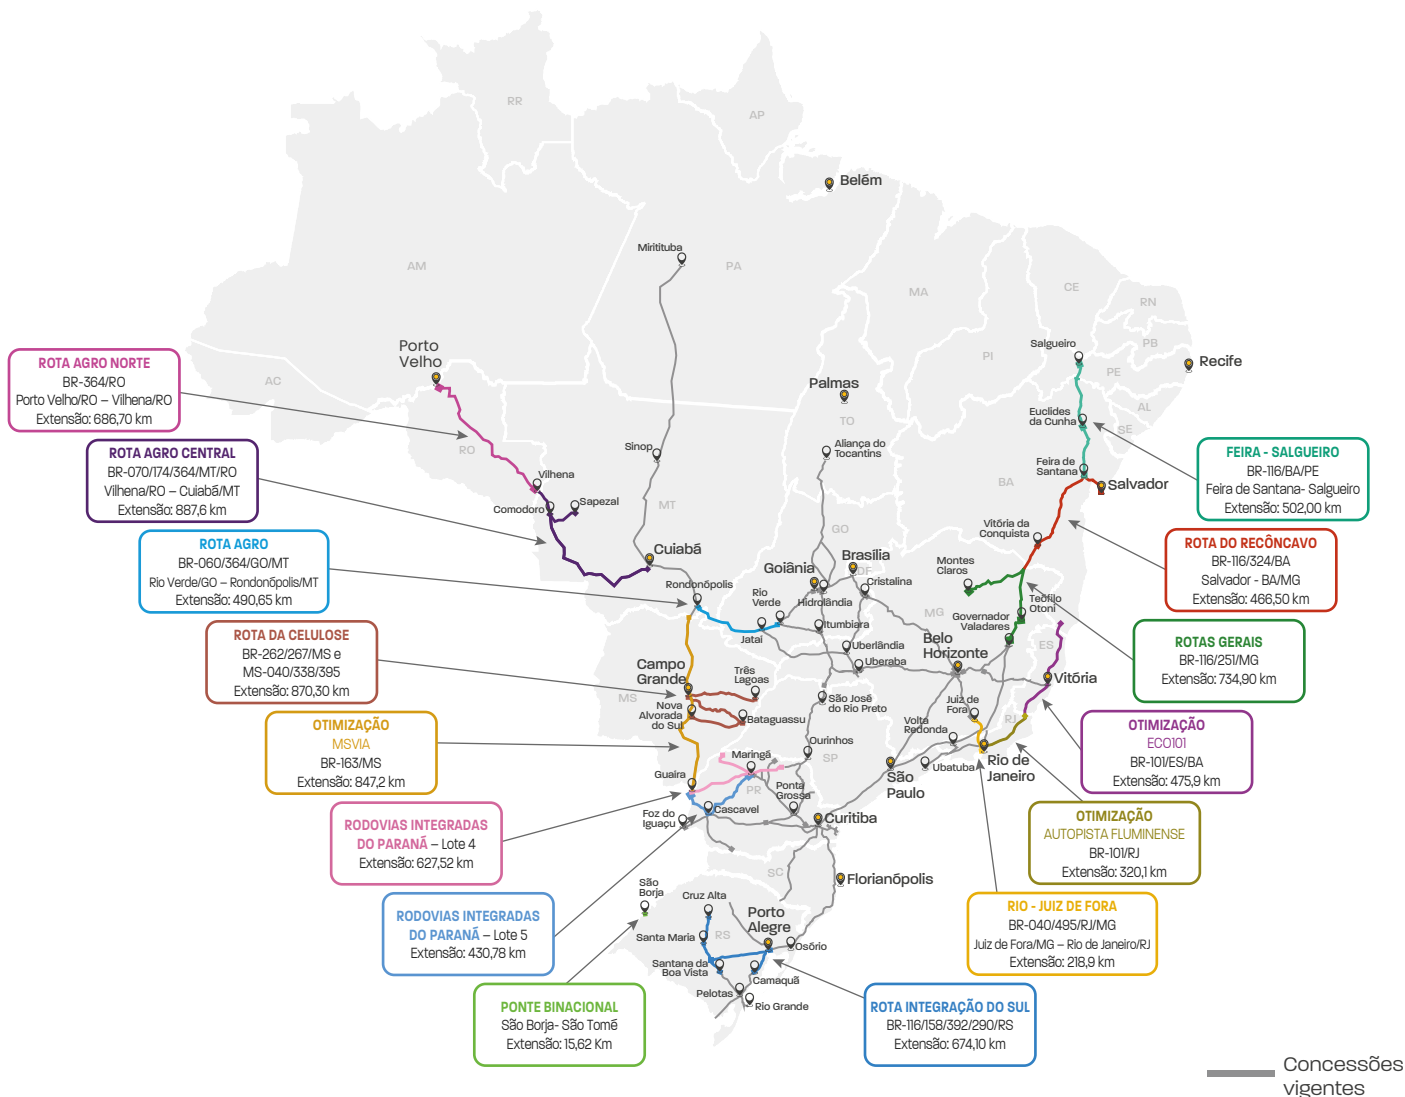 RR
AP
Belém
Miritituba
AM
PA
MA
CE
RN
PB
PI
PE
AL
SE
AC
RO
TO
BA
MT
GO
DF
MG
ES
MS
SP
RJ
PR
SC
RS
Porto
Velho
Salgueiro
Recife
Palmas
Euclides
da Cunha
Aliança do
Tocantins
Sinop
Feira de
Santana
Salvador
Vilhena
Sapezal
Comodoro
Vitória da
Conquista
Cuiabá
Brasília
Goiânia
Montes
Claros
Cristalina
Rondonõpolis
Rio
Verde
Hidrolândia
Teófilo
Otoni
Governador
Valadares
Itumbiara
Jataí
Uberlândia
Belo
Horizonte
Uberaba
Campo
Grande
Três
Lagoas
Vitória
Nova
Alvorada
do Sul
Bataguassu
São José
do Rio Preto
Juiz de
Fora
Volta
Redonda
Ourinhos
Maringá
Rio de
Janeiro
Ubatuba
São
Paulo
Guaira
Ponta
Grossa
Cascavel
Foz do
Iguaçu
Curitiba
Florianópolis
São
Borja
Cruz Alta
Porto
Alegre
Santa Maria
Osório
Santana da
Boa Vista
Camaquã
Pelotas
Rio Grande
ROTA AGRO NORTE
BR-364/RO
Porto Velho/RO – Vilhena/RO
Extensão: 686,70 km
ROTA AGRO CENTRAL
BR-070/174/364/MT/RO
Vilhena/RO – Cuiabá/MT
Extensão: 887,6 km
ROTA AGRO
BR-060/364/GO/MT
Rio Verde/GO – Rondonõpolis/MT
Extensão: 490,65 km
ROTA DA CELULOSE
BR-262/267/MS e
MS-040/338/395
Extensão: 870,30 km
OTIMIZAÇÃO
MSVIA
BR-163/MS
Extensão: 847,2 km
RODOVIAS INTEGRADAS
DO PARANÁ – Lote 4
Extensão: 627,52 km
RODOVIAS INTEGRADAS
DO PARANÁ – Lote 5
Extensão: 430,78 km
PONTE BINACIONAL
São Borja- São Tomé
Extensão: 15,62 Km
FEIRA - SALGUEIRO
BR-116/BA/PE
Feira de Santana- Salgueiro
Extensão: 502,00 km
ROTA DO RECÔNCAVO
BR-116/324/BA
Salvador - BA/MG
Extensão: 466,50 km
ROTAS GERAIS
BR-116/251/MG
Extensão: 734,90 km
OTIMIZAÇÃO
ECO101
BR-101/ES/BA
Extensão: 475,9 km
OTIMIZAÇÃO
AUTOPISTA FLUMINENSE
BR-101/RJ
Extensão: 320,1 km
RIO - JUIZ DE FORA
BR-040/495/RJ/MG
Juiz de Fora/MG – Rio de Janeiro/RJ
Extensão: 218,9 km
ROTA INTEGRAÇÃO DO SUL
BR-116/158/392/290/RS
Extensão: 674,10 km
Concessões
vigentes